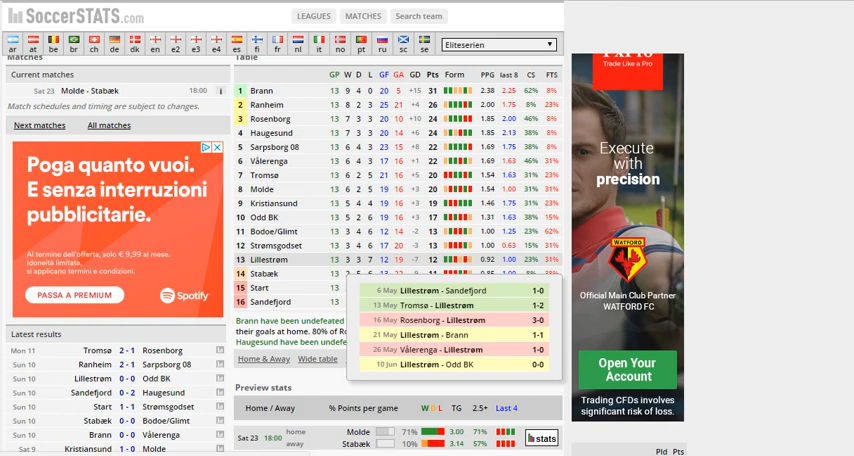 SoccerSTATS.com
LEAGUES MATCHES Search team
ar at be br ch de dk en e2 e3 e4 es fi fr nl it no pt ru sc se Eliteserien
Matches
Current matches
Sat 23 Molde - Stabæk 18:00 i
Match schedules and timing are subject to changes.
Next matches All matches
Poga quanto vuoi.
E senza interruzioni
pubblicitarie.
Al termine dell'offerta, solo € 9,99 al mese.
Idoneità limitata.
si applicano termini e condizioni.
PASSA A PREMIUM
Spotify
Latest results
Mon 11 Tromsø 2 - 1 Rosenborg
Sun 10 Ranheim 2 - 1 Sarpsborg 08
Sun 10 Lillestrøm 0 - 0 Odd BK
Sun 10 Sandefjord 0 - 2 Haugesund
Sun 10 Start 1 - 1 Strømsgodset
Sun 10 Stabæk 0 - 0 Bodoe/Glimt
Sun 10 Brann 0 - 0 Vålerenga
Sat 9 Kristiansund 1 - 0 Molde
Table
GP W D L GF GA GD Pts Form PPG last 8 CS FTS
1 Brann 13 9 4 0 20 5 +15 31 2.38 2.25 62% 8%
2 Ranheim 13 8 2 3 25 21 +4 26 2.00 1.75 8% 23%
3 Rosenborg 13 7 3 3 20 10 +10 24 1.85 2.00 46% 8%
4 Haugesund 13 7 3 3 20 14 +6 24 1.85 2.13 38% 8%
5 Sarpsborg 08 13 6 4 3 23 15 +8 22 1.69 1.75 38% 8%
6 Vålerenga 13 6 4 3 17 16 +1 22 1.69 1.63 46% 31%
7 Tromsø 13 6 2 5 21 16 +5 20 1.54 1.63 31% 23%
8 Molde 13 6 2 5 19 16 +3 20 1.54 1.00 31% 31%
9 Kristiansund 13 5 4 4 19 16 +3 19 1.46 1.75 31% 23%
10 Odd BK 13 5 2 6 19 16 +3 17 1.31 1.63 38% 15%
11 Bodoe/Glimt 13 3 4 6 12 14 -2 13 1.00 1.25 23% 62%
12 Strømsgodset 13 3 4 6 17 20 -3 13 1.00 0.63 15% 31%
13 Lillestrøm 13 3 3 7 12 19 -7 12 0.92 1.00 23% 31%
14 Stabæk 13
15 Start 13
16 Sandefjord 13
6 May Lillestrøm - Sandefjord 1-0
13 May Tromsø - Lillestrøm 1-2
16 May Rosenborg - Lillestrøm 3-0
21 May Lillestrøm - Brann 1-1
26 May Vålerenga - Lillestrøm 1-0
10 Jun Lillestrøm - Odd BK 0-0
Brann have been undefeated
their goals at home. 80% of
Haugesund have been unde
Home & Away Wide table
Preview stats
Home / Away % Points per game W D L TG 2.5+ Last 4
Sat 23 18:00 home Molde 71% 3.00 71%
away Stabæk 10% 3.14 57%
stats
Trade Like a Pro
Execute
with
precision
WATFORD
Official Main Club Partner
WATFORD FC
Open Your
Account
Trading CFDs involves
significant risk of loss.
Pld Pts